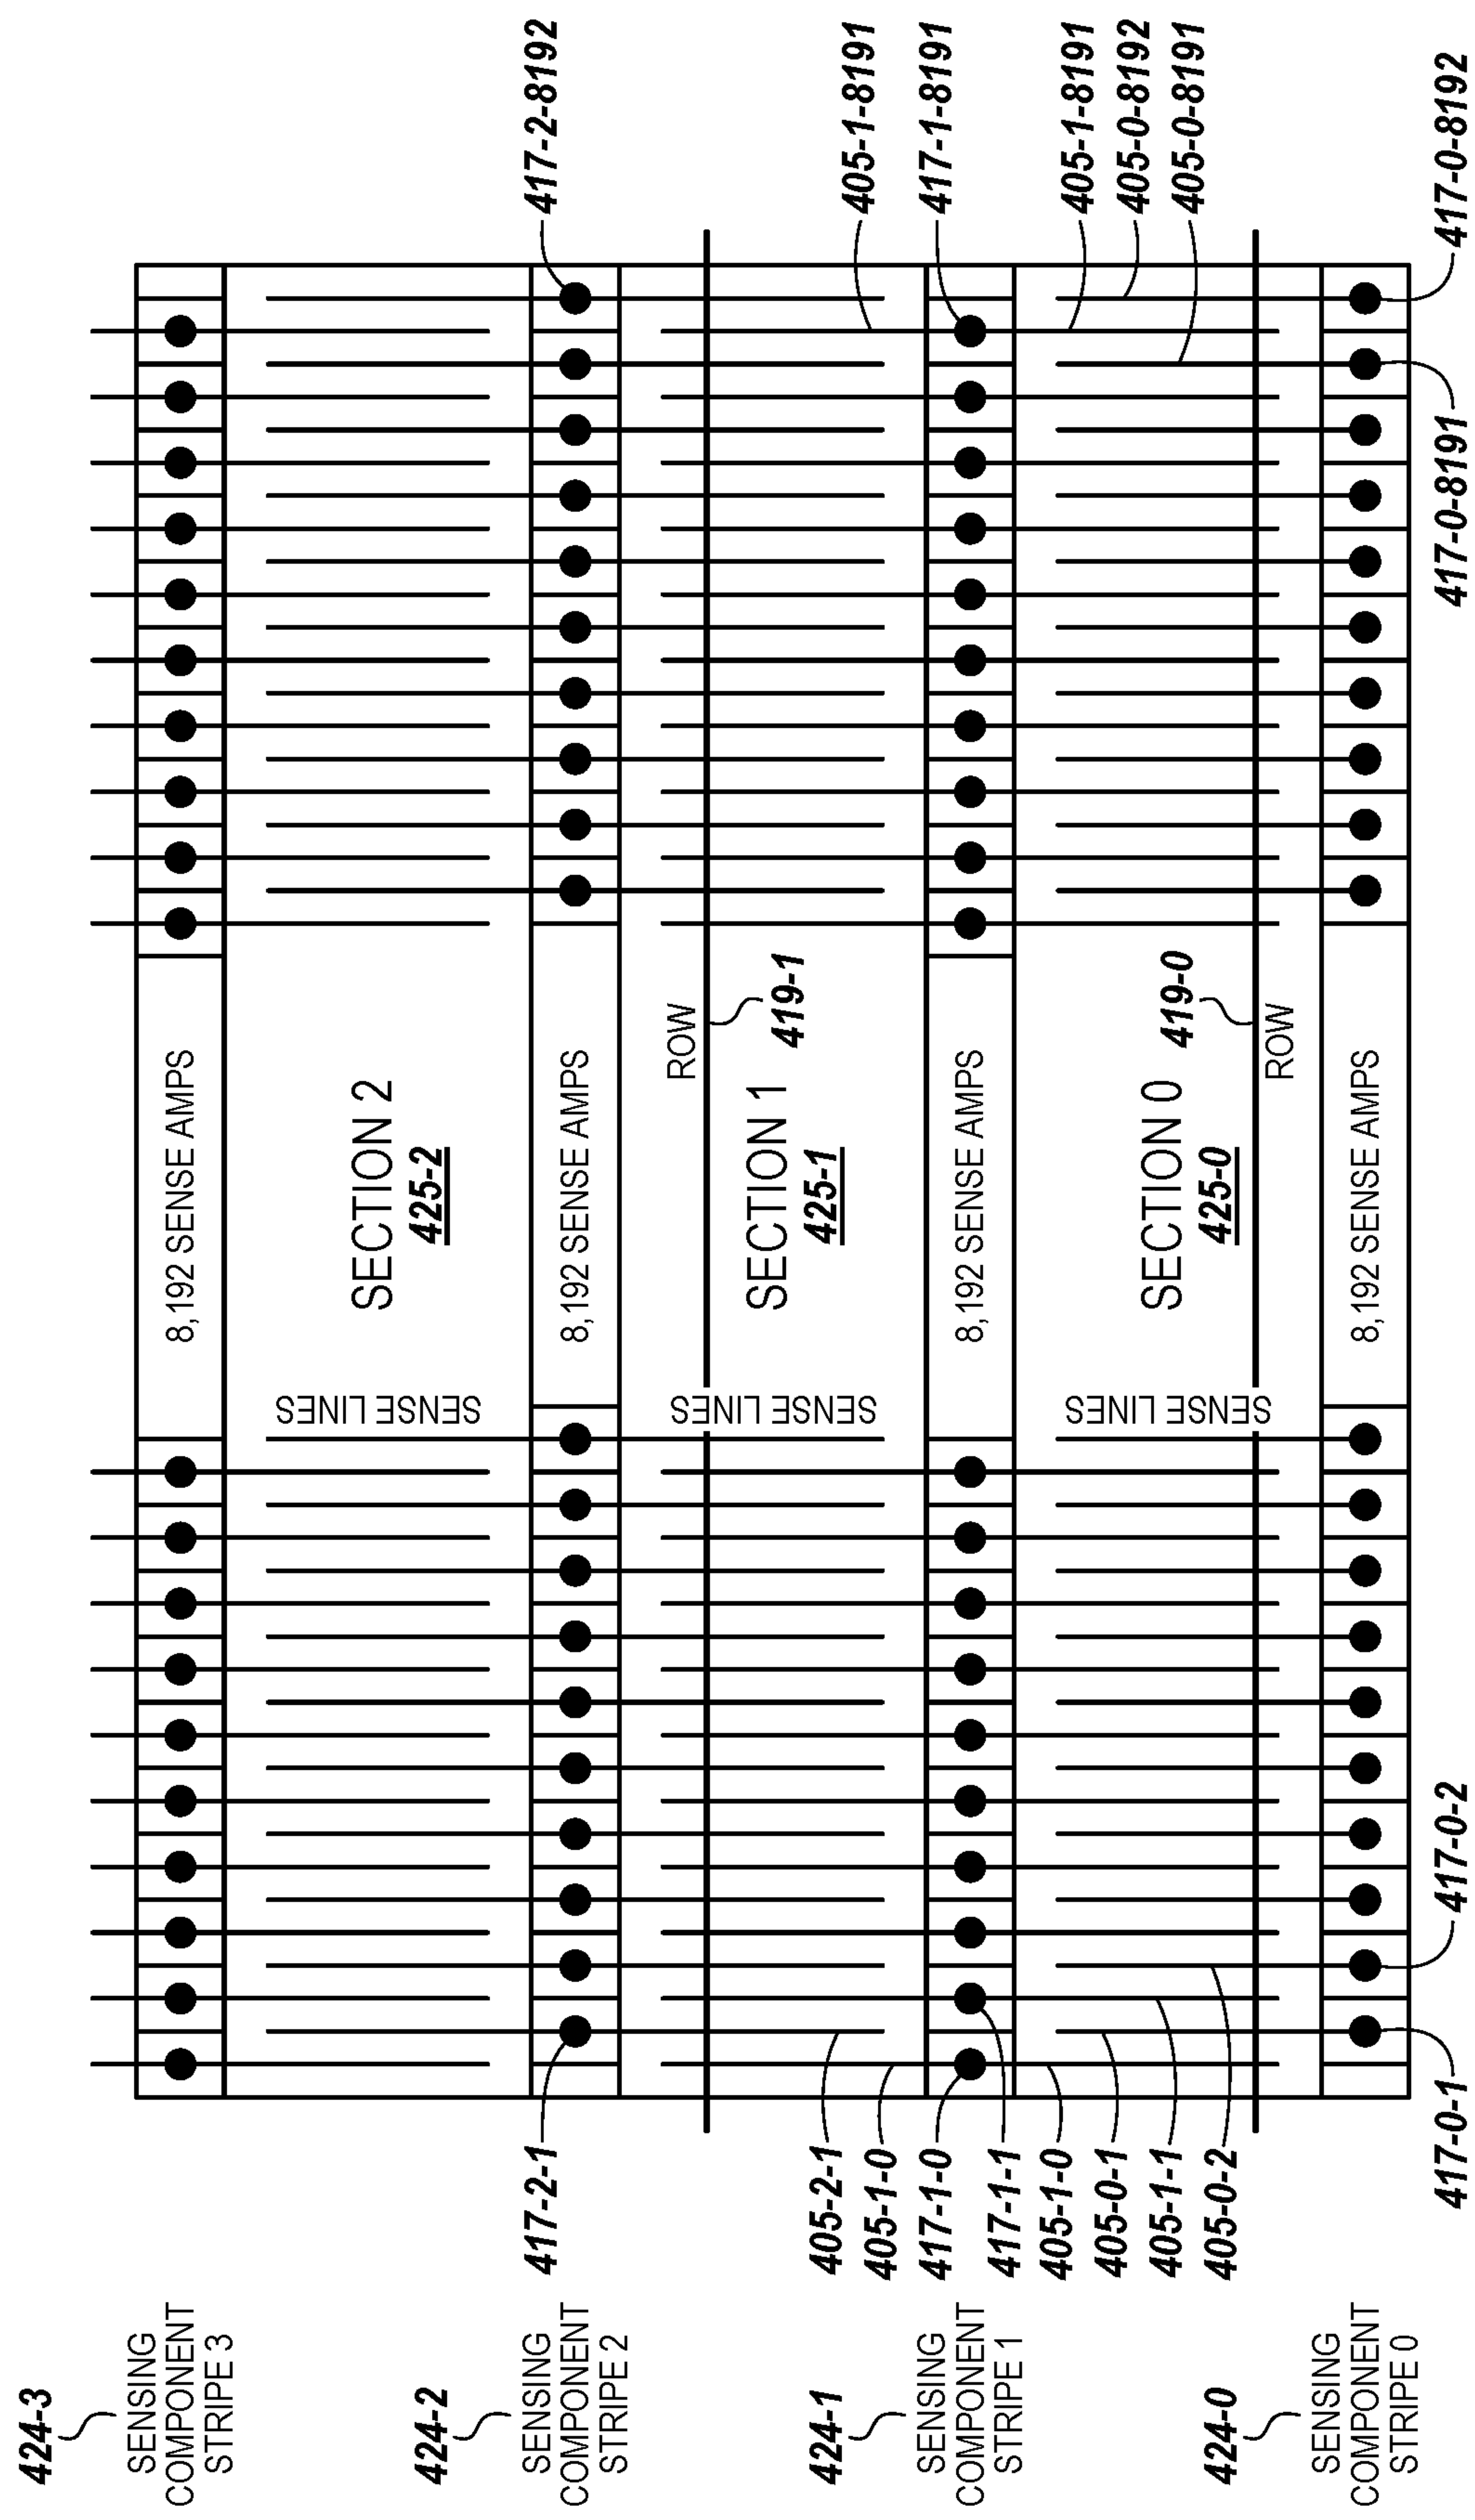 424-3
SENSING
COMPONENT
STRIPE 3
8,192 SENSE AMPS
SENSE LINES
SECTION 2
425-2
424-2
SENSING
COMPONENT
STRIPE 2
417-2-1
8,192 SENSE AMPS
417-2-8192
ROW
419-1
SENSE LINES
SECTION 1
425-1
405-2-1
405-1-0
405-1-8191
424-1
SENSING
COMPONENT
STRIPE 1
417-1-0
417-1-1
8,192 SENSE AMPS
417-1-8191
405-1-0
405-0-1
405-1-1
405-0-2
SENSE LINES
SECTION 0
425-0
419-0
ROW
405-1-8191
405-0-8192
405-0-8191
424-0
SENSING
COMPONENT
STRIPE 0
8,192 SENSE AMPS
417-0-1
417-0-2
417-0-8191
417-0-8192